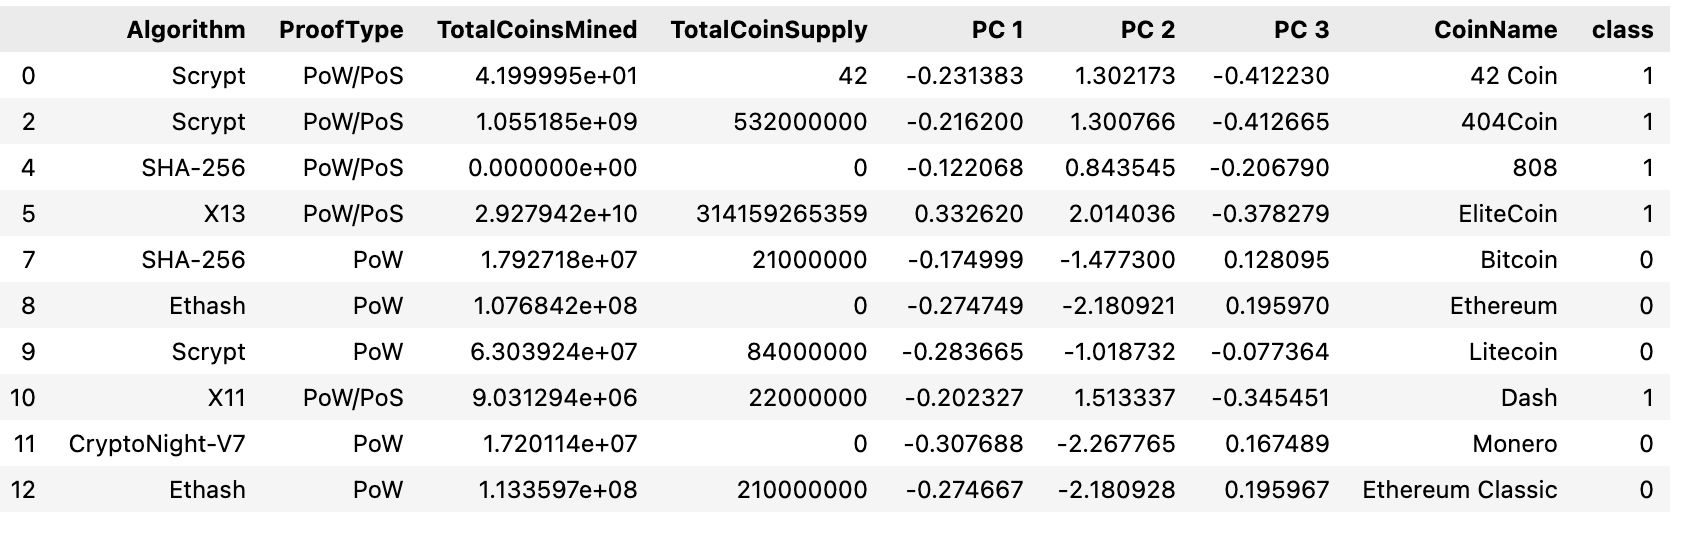 Algorithm ProofType TotalCoinsMined TotalCoinSupply PC 1 PC 2 PC 3 CoinName class
0 Scrypt PoW/PoS 4.199995e+01 42 -0.231383 1.302173 -0.412230 42 Coin 1
2 Scrypt PoW/PoS 1.055185e+09 532000000 -0.216200 1.300766 -0.412665 404Coin 1
4 SHA-256 PoW/PoS 0.000000e+00 0 -0.122068 0.843545 -0.206790 808 1
5 X13 PoW/PoS 2.927942e+10 314159265359 0.332620 2.014036 -0.378279 EliteCoin 1
7 SHA-256 PoW 1.792718e+07 21000000 -0.174999 -1.477300 0.128095 Bitcoin 0
8 Ethash PoW 1.076842e+08 0 -0.274749 -2.180921 0.195970 Ethereum 0
9 Scrypt PoW 6.303924e+07 84000000 -0.283665 -1.018732 -0.077364 Litecoin 0
10 X11 PoW/PoS 9.031294e+06 22000000 -0.202327 1.513337 -0.345451 Dash 1
11 CryptoNight-V7 PoW 1.720114e+07 0 -0.307688 -2.267765 0.167489 Monero 0
12 Ethash PoW 1.133597e+08 210000000 -0.274667 -2.180928 0.195967 Ethereum Classic 0